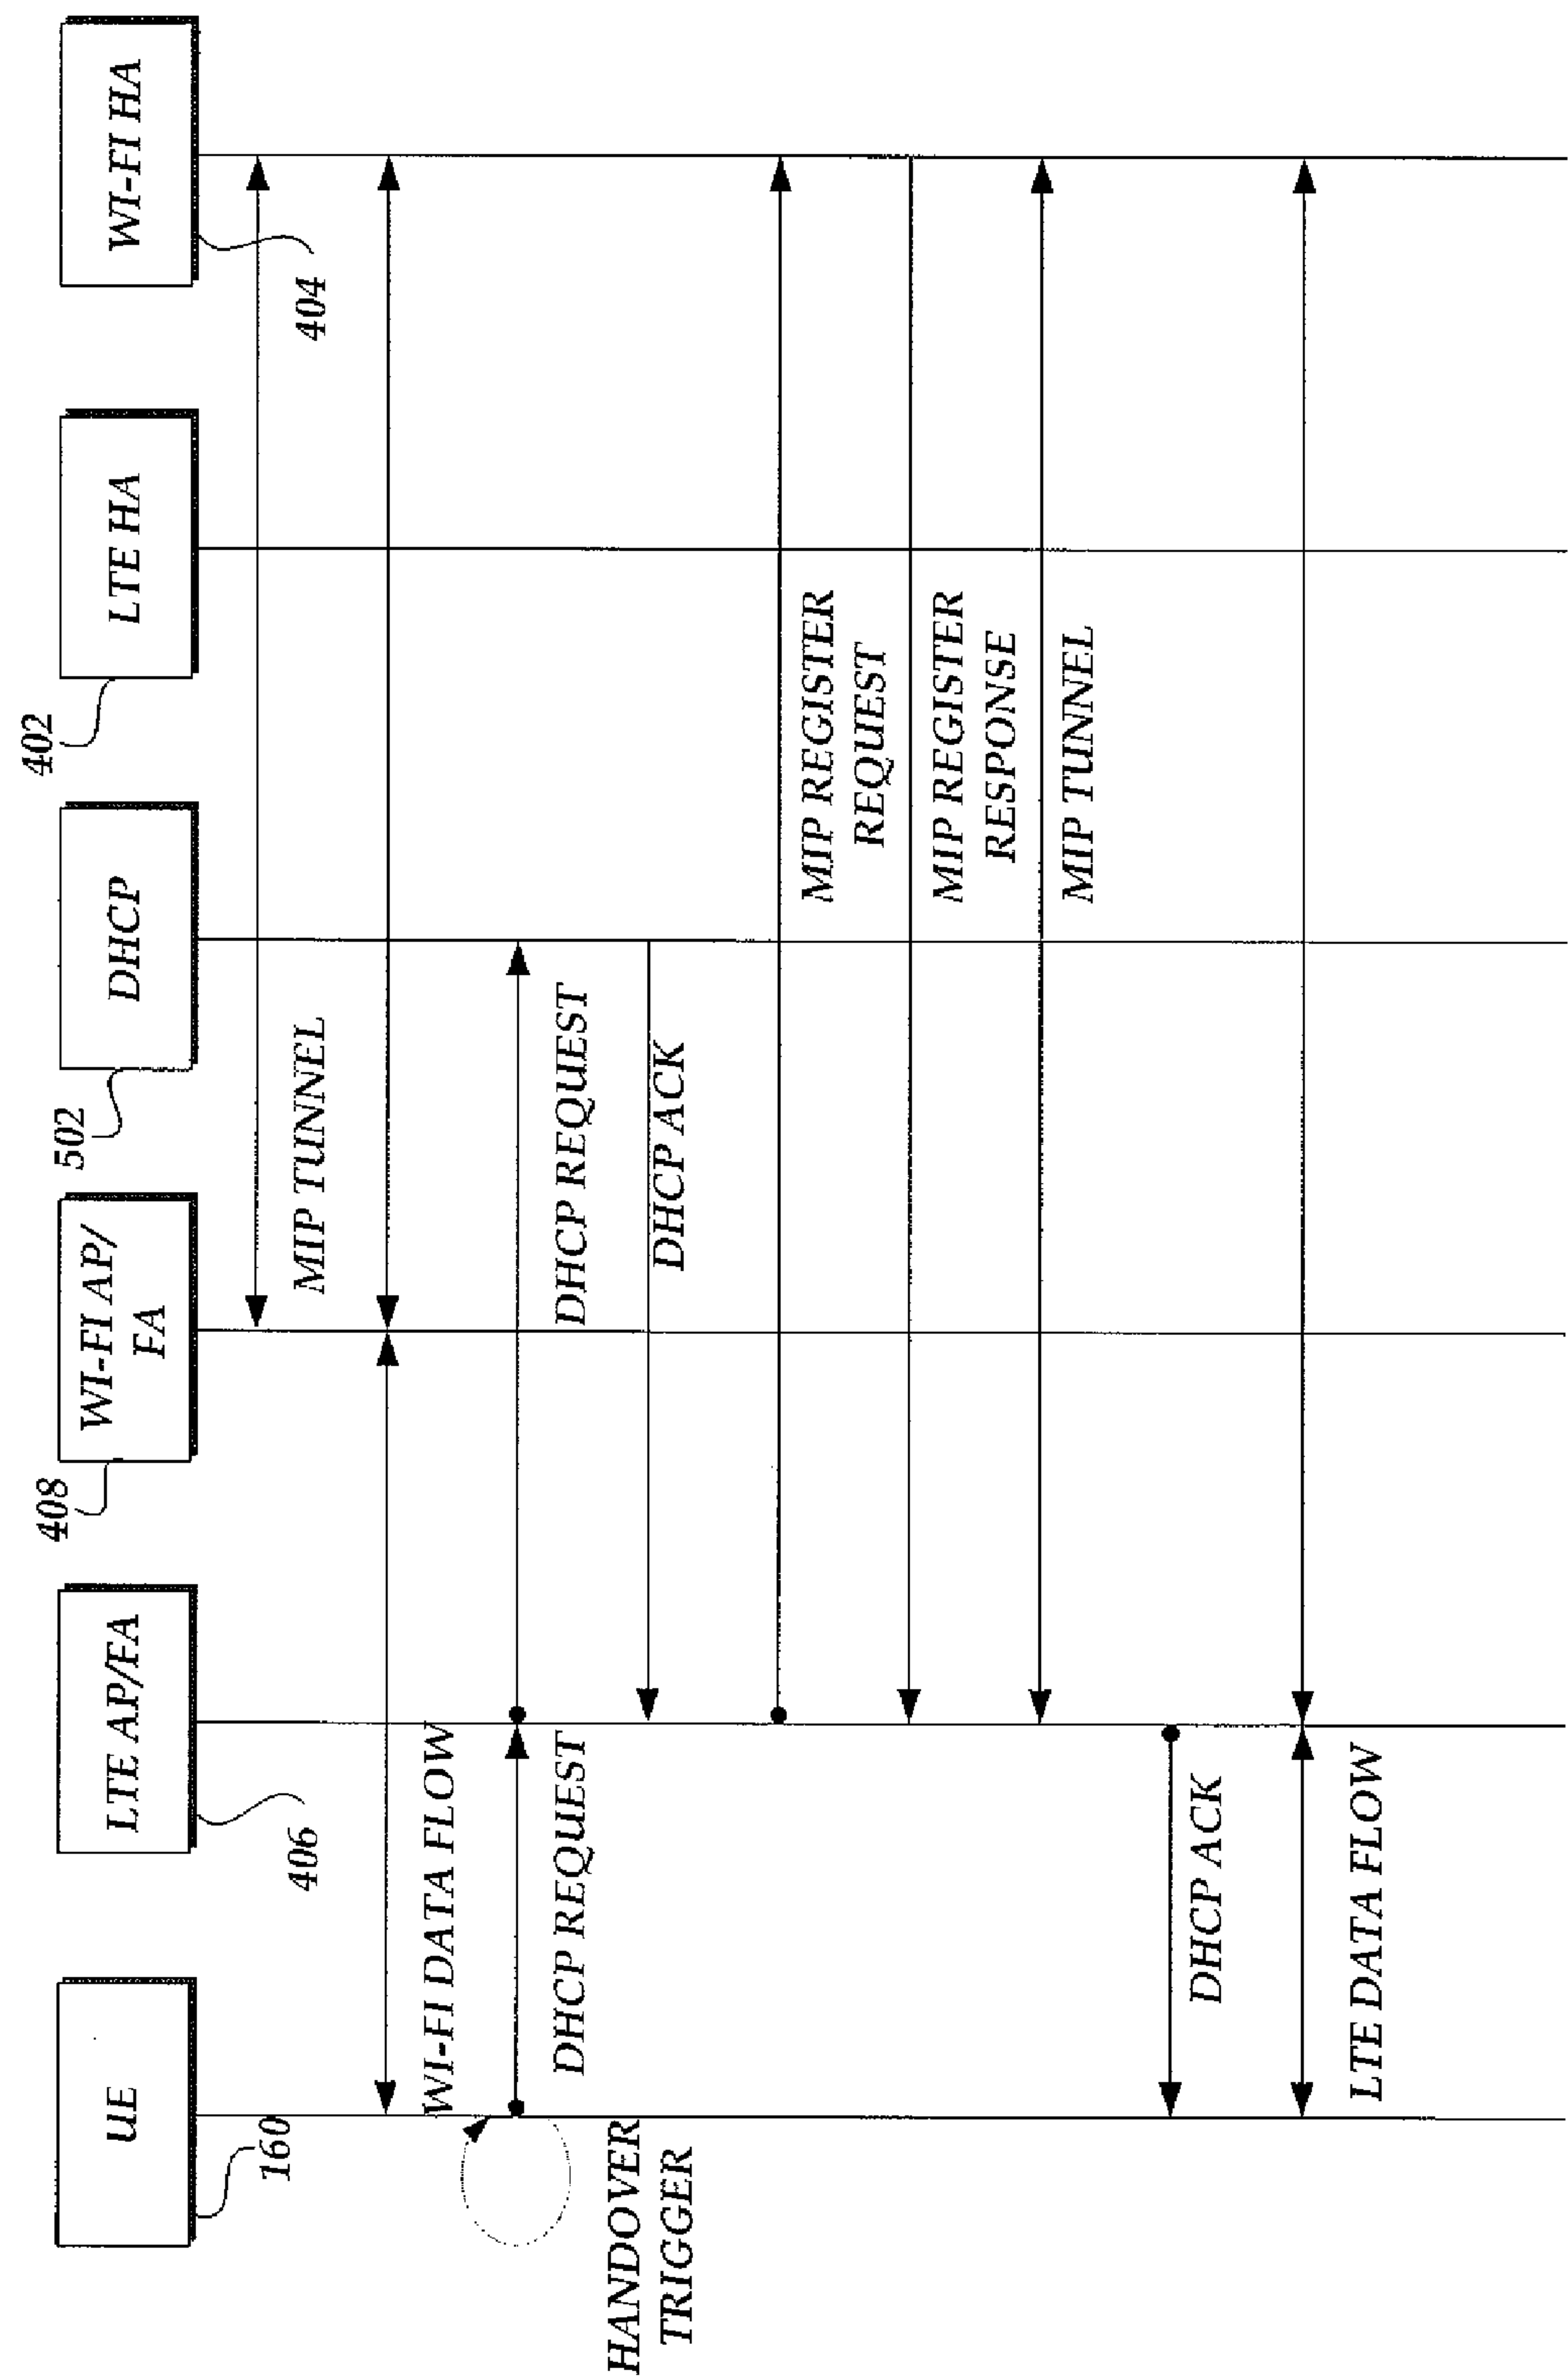 UE
160
LTE AP/FA
406
WI-FI AP/
FA
408
DHCP
502
LTE HA
402
WI-FI HA
404
MIP TUNNEL
WI-FI DATA FLOW
HANDOVER
TRIGGER
DHCP REQUEST
DHCP REQUEST
DHCP ACK
MIP REGISTER
REQUEST
MIP REGISTER
RESPONSE
MIP TUNNEL
DHCP ACK
LTE DATA FLOW